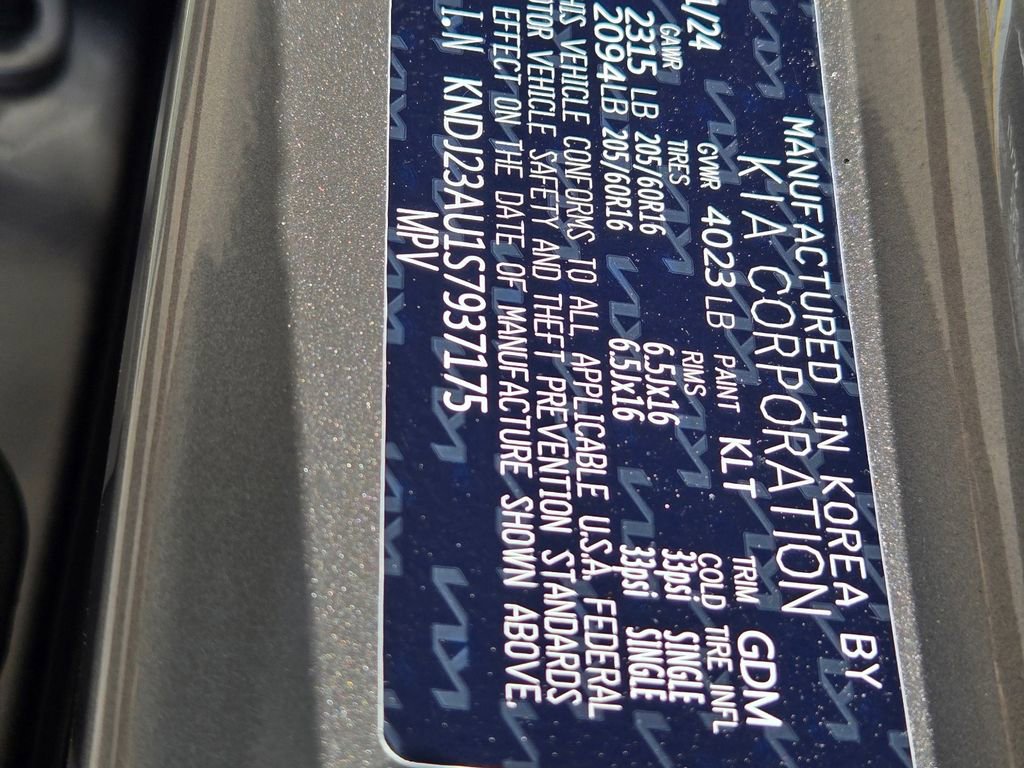 MANUFACTURED IN KOREA BY
KIA CORPORATION
/24 GVWR 4023 LB PAINT KLT TRIM GDM
GAWR TIRES RIMS COLD TIRE INFL
2315 LB 205/60R16 6.5Jx16 33psi SINGLE
2094LB 205/60R16 6.5Jx16 33psi SINGLE
HIS VEHICLE CONFORMS TO ALL APPLICABLE U.S.A. FEDERAL
TOR VEHICLE SAFETY AND THEFT PREVENTION STANDARDS
EFFECT ON THE DATE OF MANUFACTURE SHOWN ABOVE.
I.N KNDJ23AU1S7937175
MPV